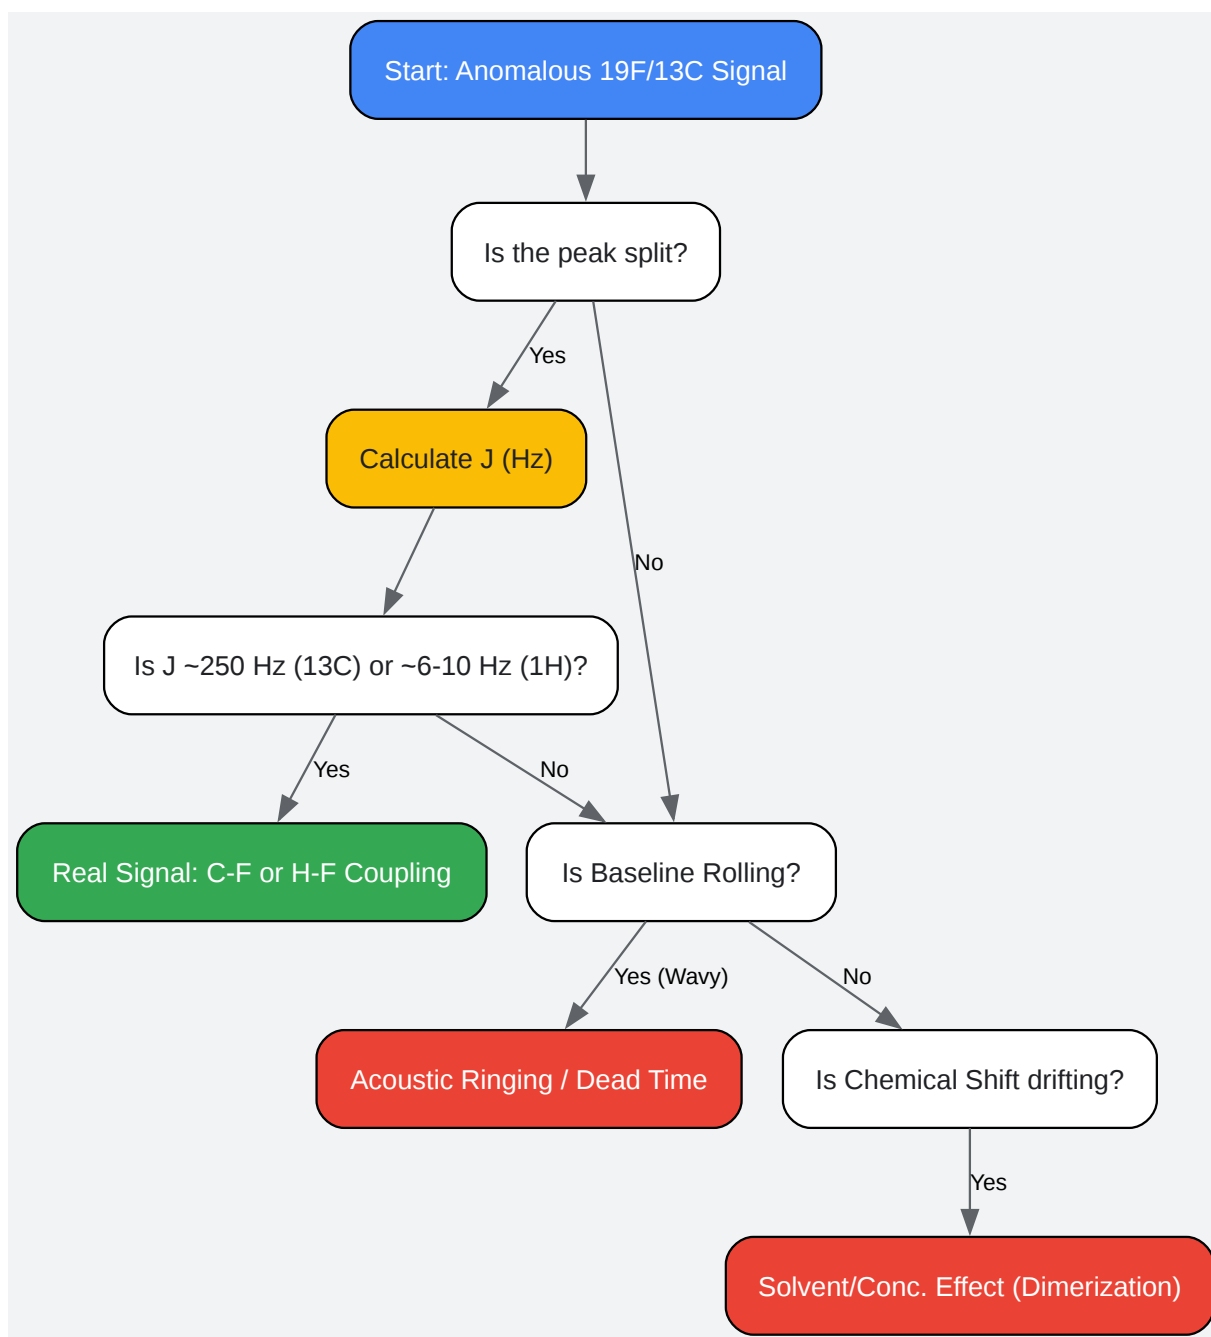 Start: Anomalous 19F/13C Signal
Is the peak split?
Yes
Calculate J (Hz)
No
Is J ~250 Hz (13C) or ~6-10 Hz (1H)?
Yes
No
Real Signal: C-F or H-F Coupling
Is Baseline Rolling?
Yes (Wavy)
No
Acoustic Ringing / Dead Time
Is Chemical Shift drifting?
Yes
Solvent/Conc. Effect (Dimerization)